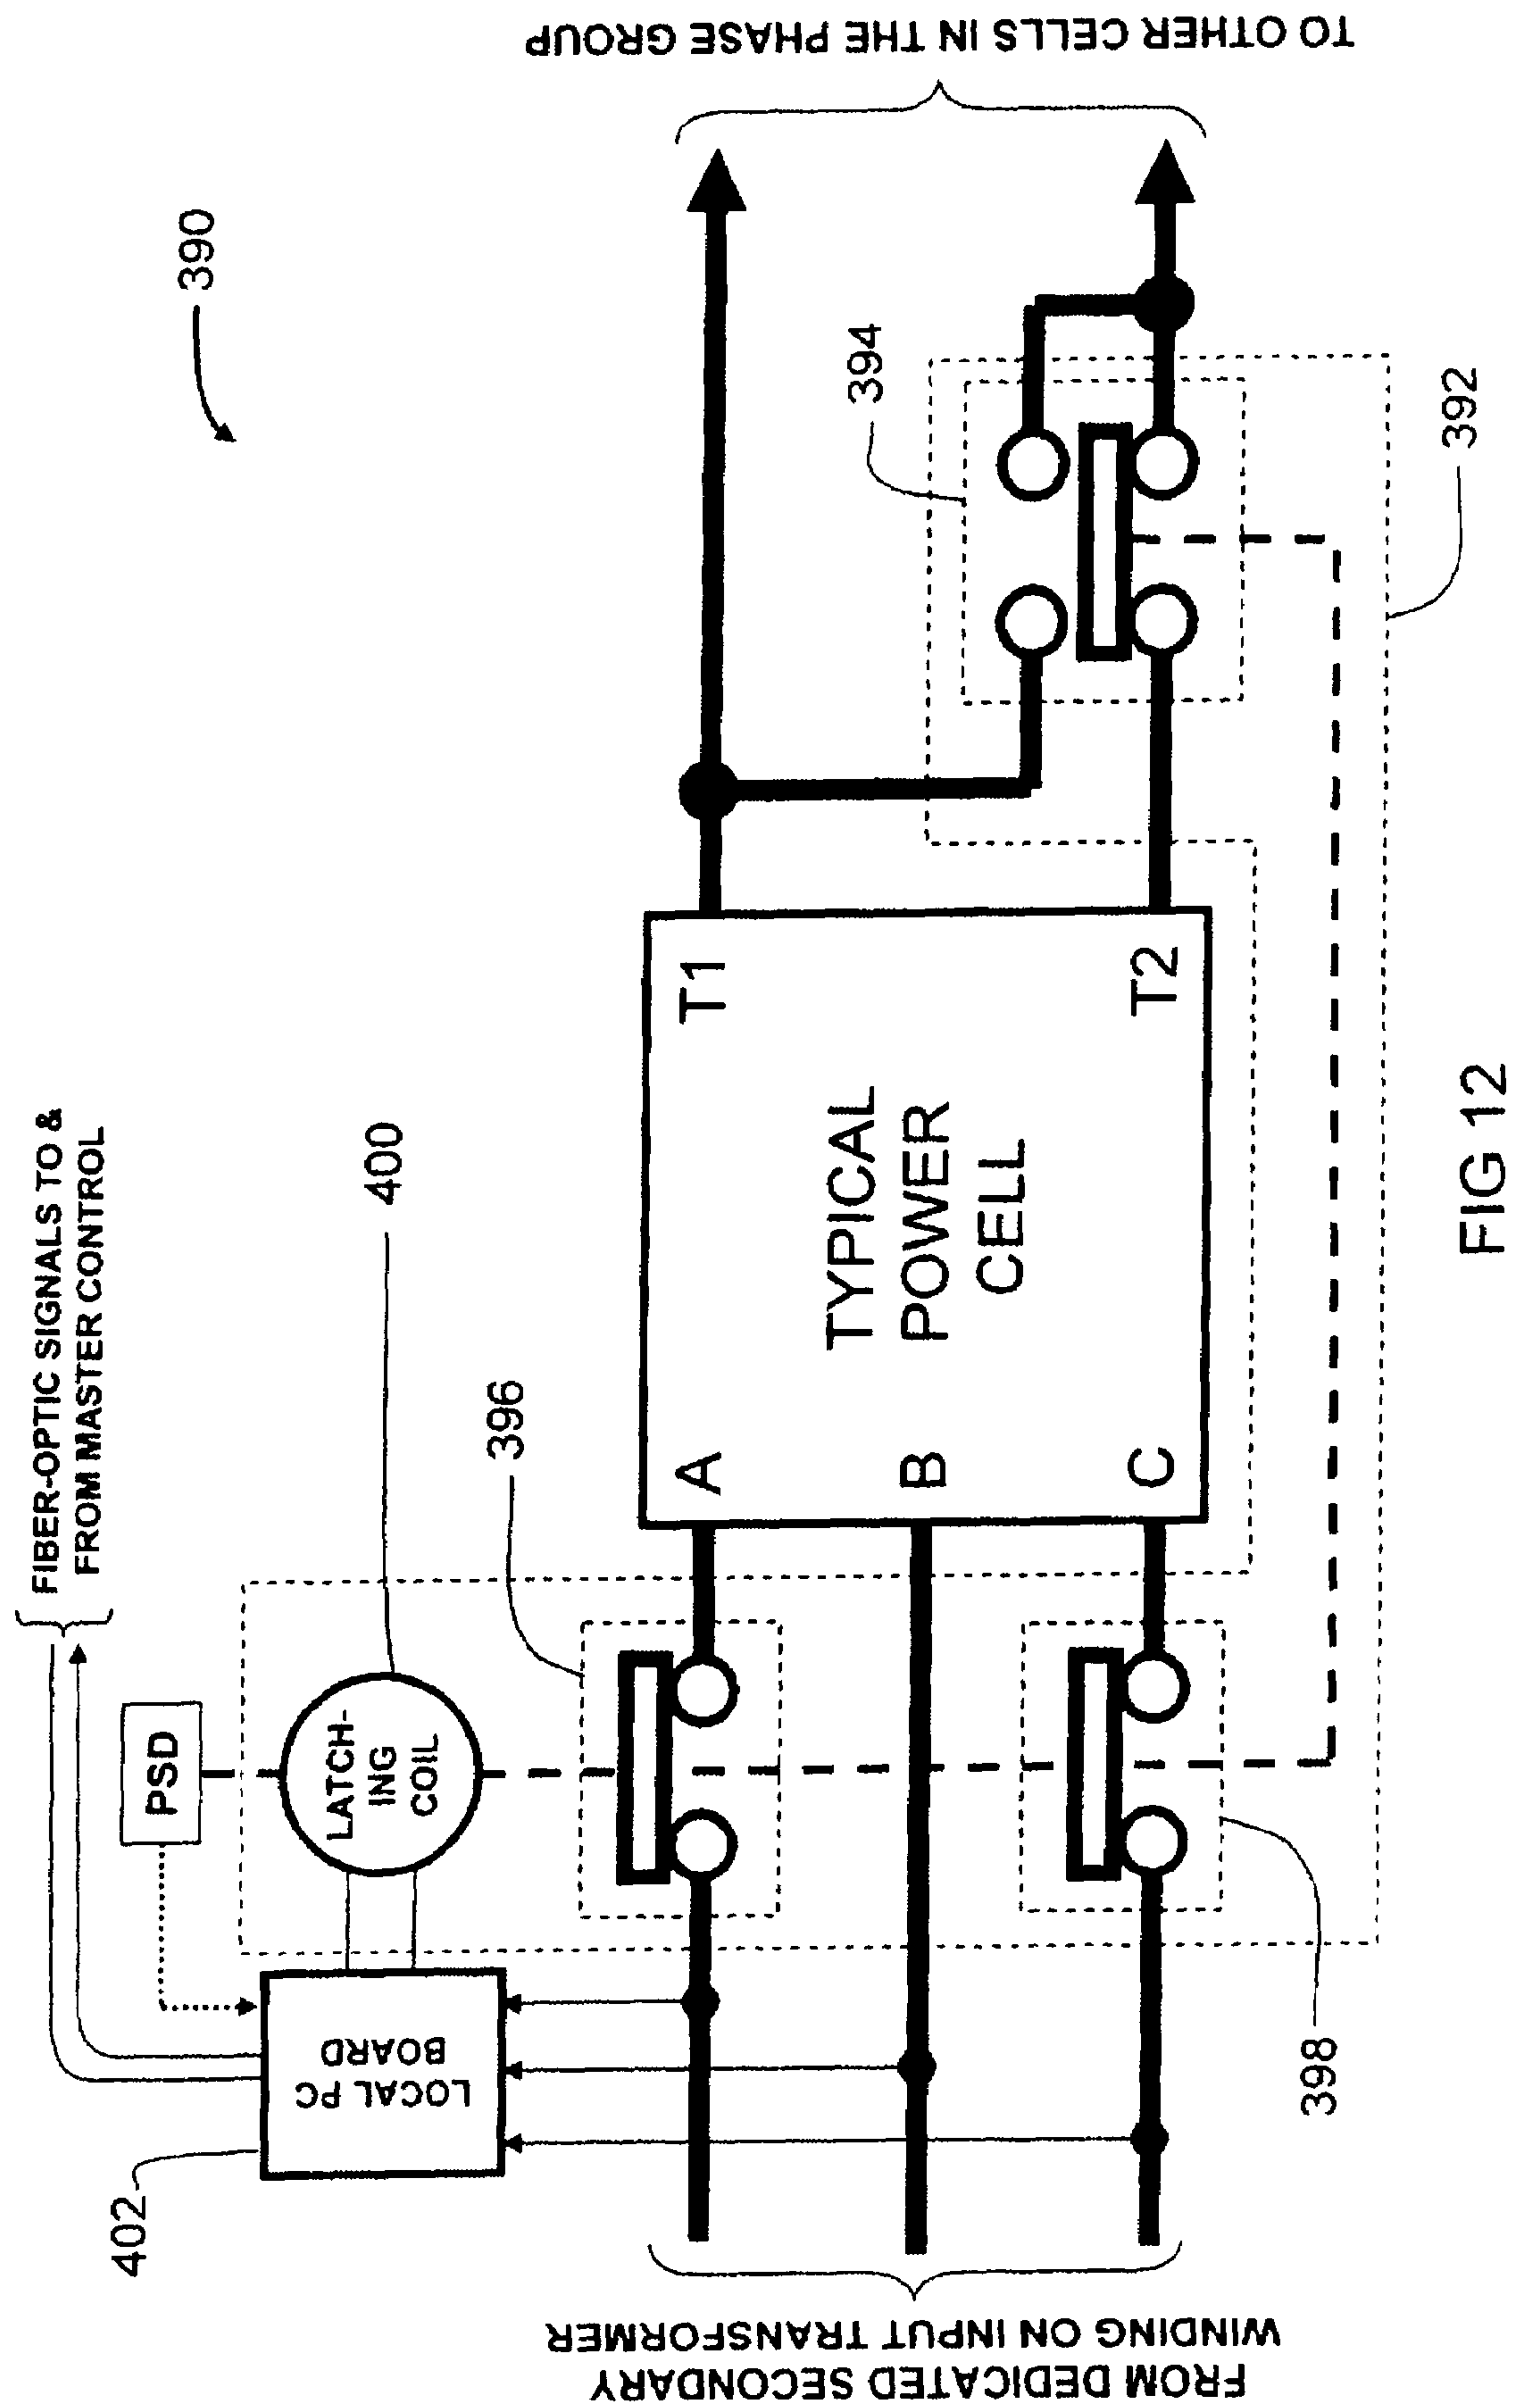 FIBER-OPTIC SIGNALS TO &
FROM MASTER CONTROL
390
402
PSD
400
LATCH-
ING
COIL
LOCAL PC
BOARD
396
394
A
B
C
TYPICAL
POWER
CELL
T1
T2
TO OTHER CELLS IN THE PHASE GROUP
FROM DEDICATED SECONDARY
WINDING ON INPUT TRANSFORMER
398
392
FIG 12